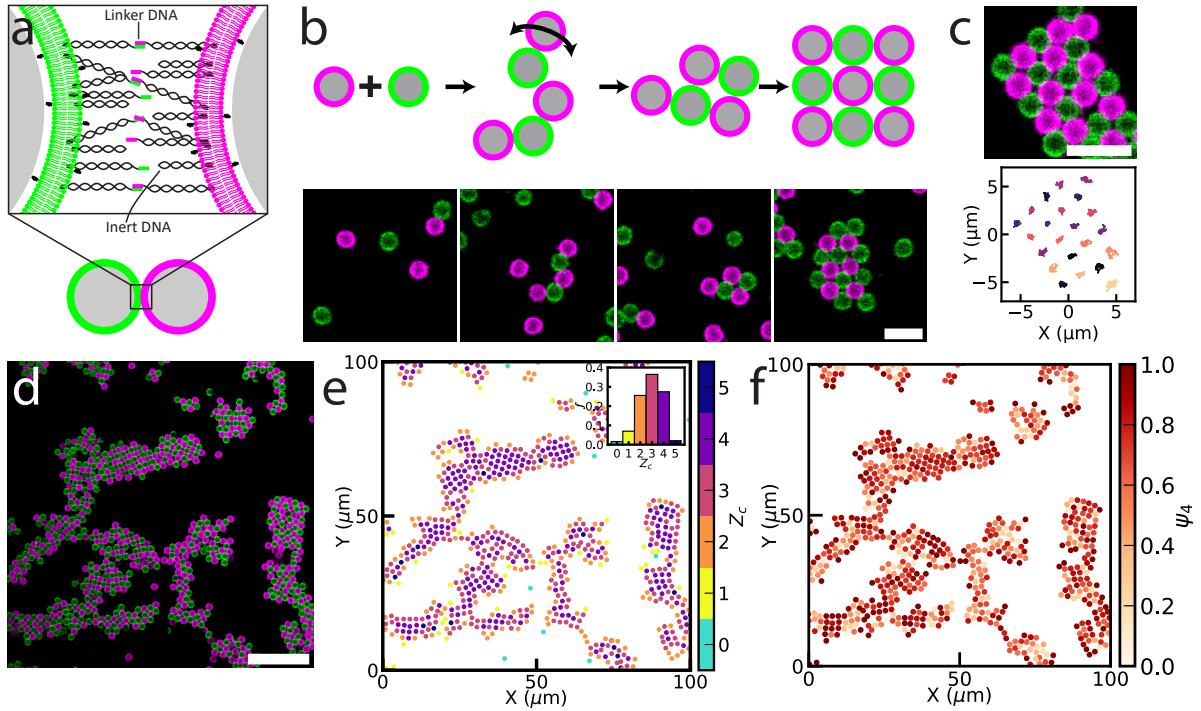 a
Linker DNA
Inert DNA
b
c
5
0
−5
Y (μm)
−5
0
5
X (μm)
d
e
100
50
0
Y (μm)
0
50
100
X (μm)
0.4
0.3
0.2
0.1
0.0
f
0 1 2 3 4 5
Zc
5
4
3
2
1
0
Zc
f
0
50
100
Y (μm)
0
50
100
X (μm)
1.0
0.8
0.6
0.4
0.2
0.0
ψ4